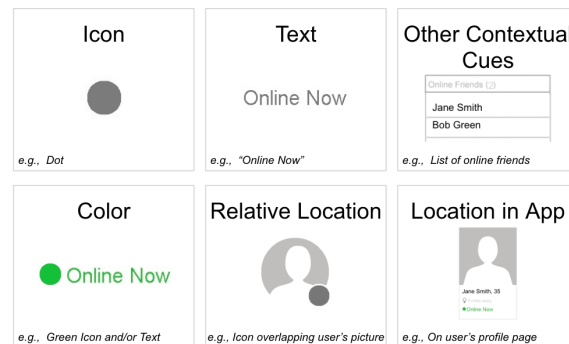 Icon
e.g., Dot
Text
Online Now
e.g., “Online Now”
Other Contextual
Cues
Online Friends (2)
Jane Smith
Bob Green
e.g., List of online friends
Color
Online Now
e.g., Green Icon and/or Text
Relative Location
e.g., Icon overlapping user's picture
Location in App
Jane Smith, 35
Online Now
e.g., On user's profile page